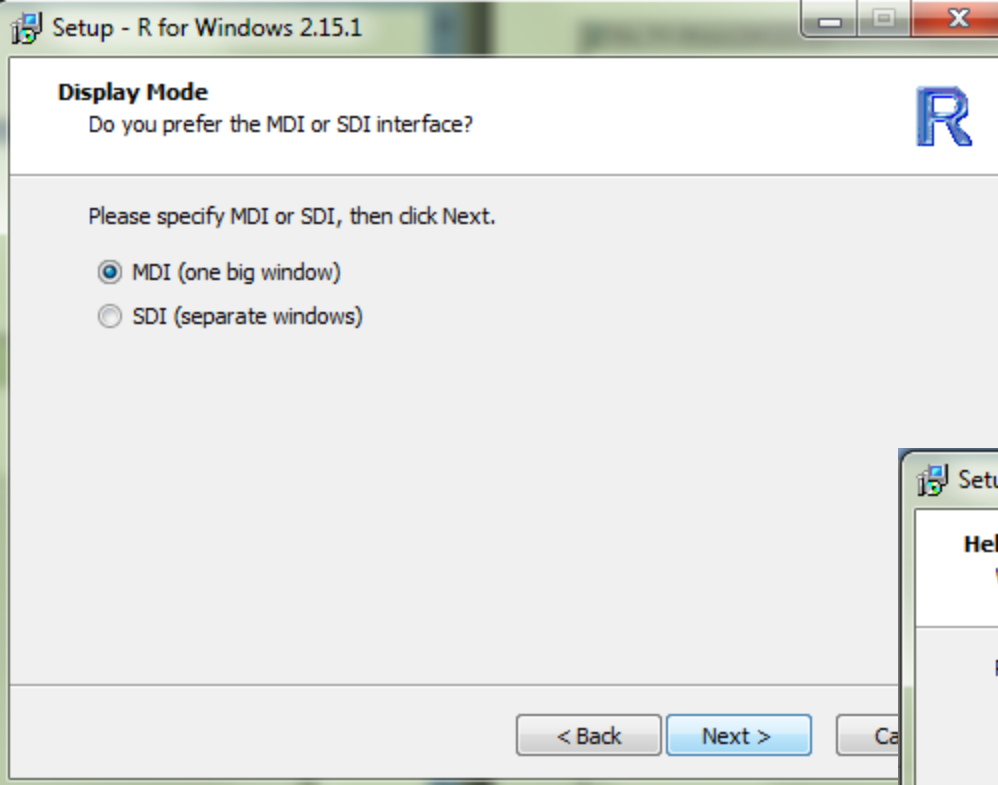 Setup - R for Windows 2.15.1
Display Mode
Do you prefer the MDI or SDI interface?
R
Please specify MDI or SDI, then click Next.
MDI (one big window)
SDI (separate windows)
< Back
Next >